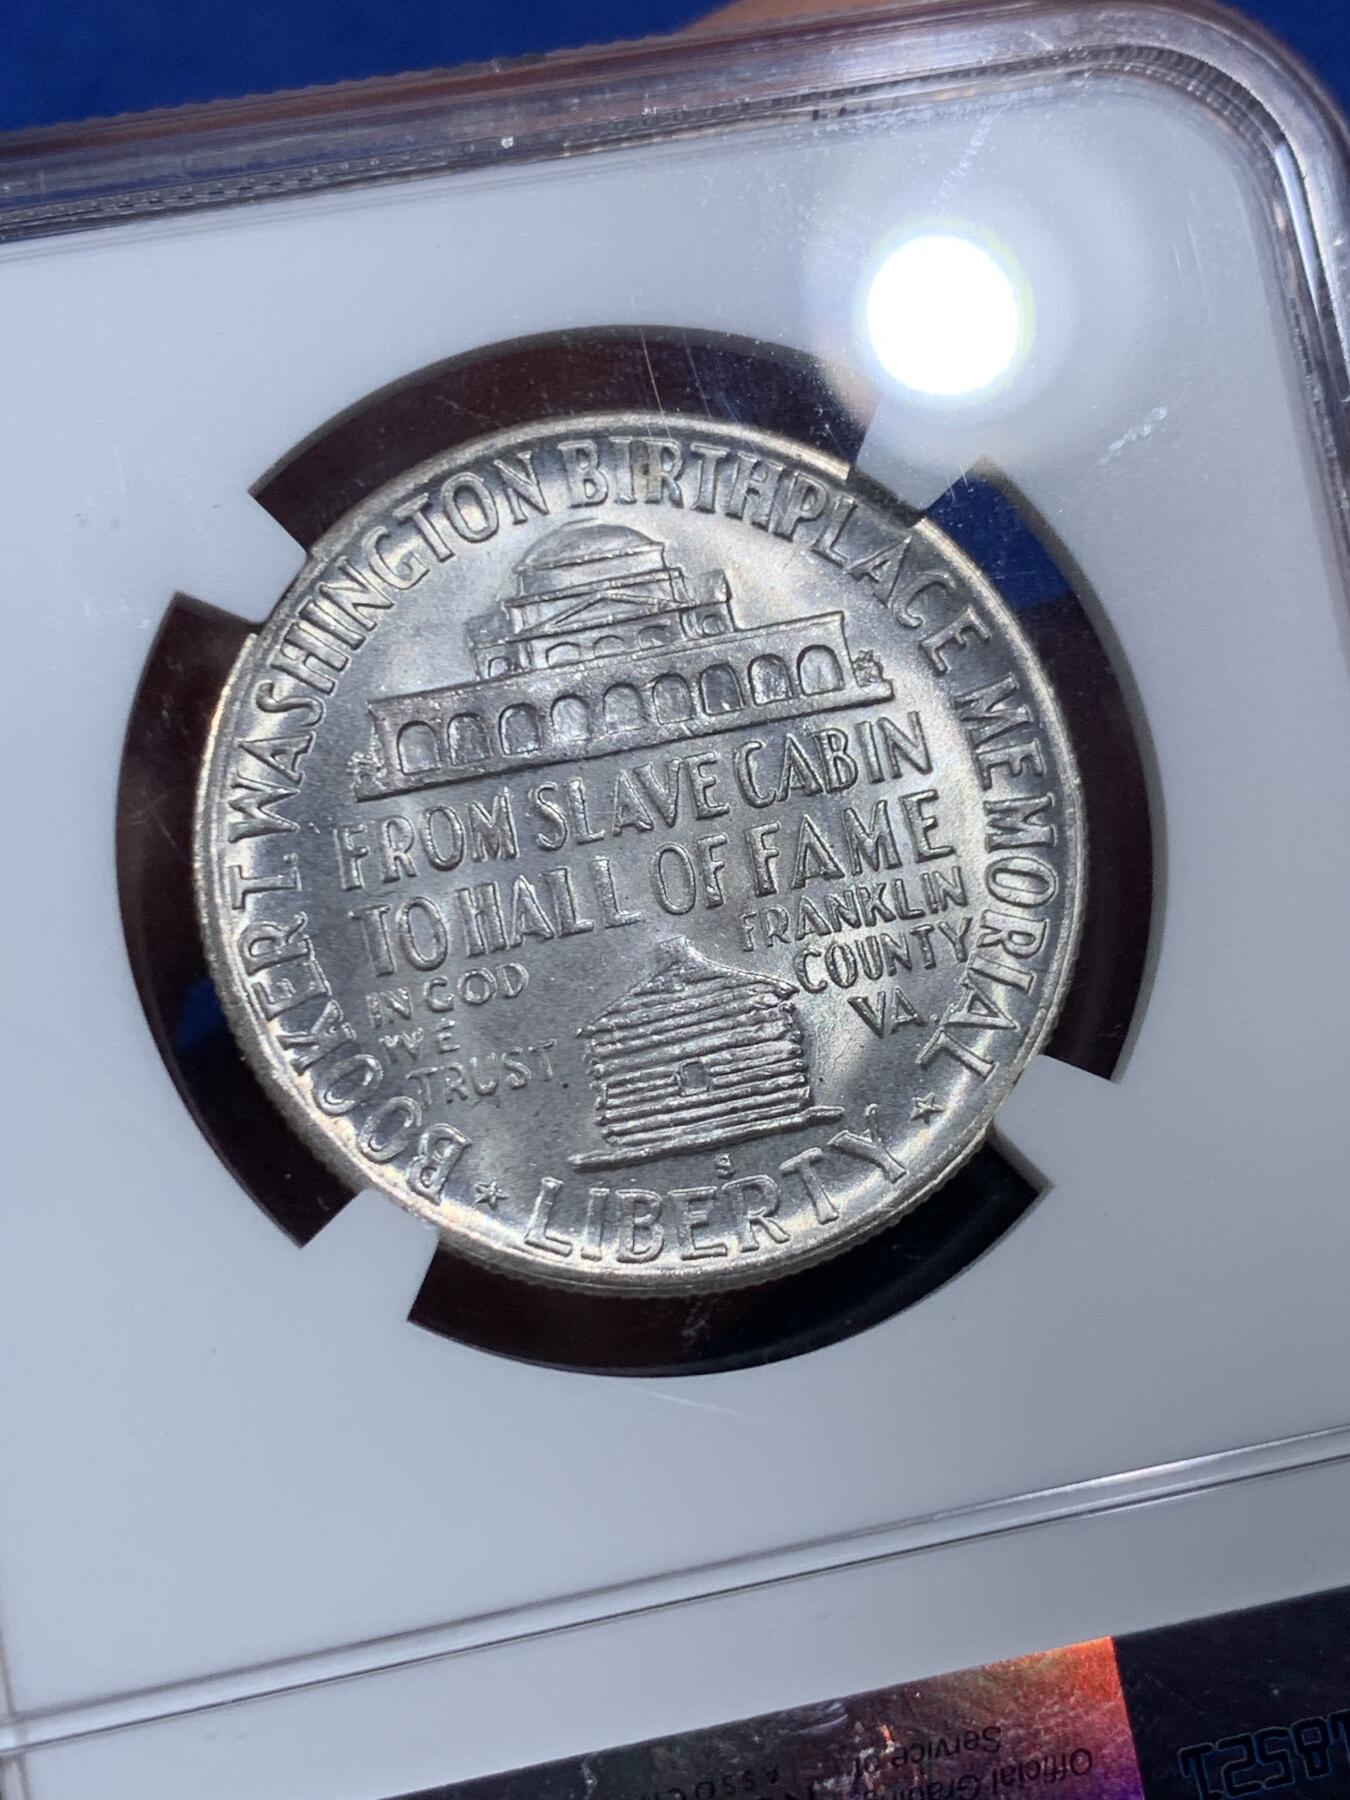 BOOKER T. WASHINGTON BIRTHPLACE MEMORIAL
FROM SLAVE CABIN
TO HALL OF FAME
FRANKLIN
COUNTY
VA.
IN GOD
WE
TRUST
S
LIBERTY
Official Grading
Service of